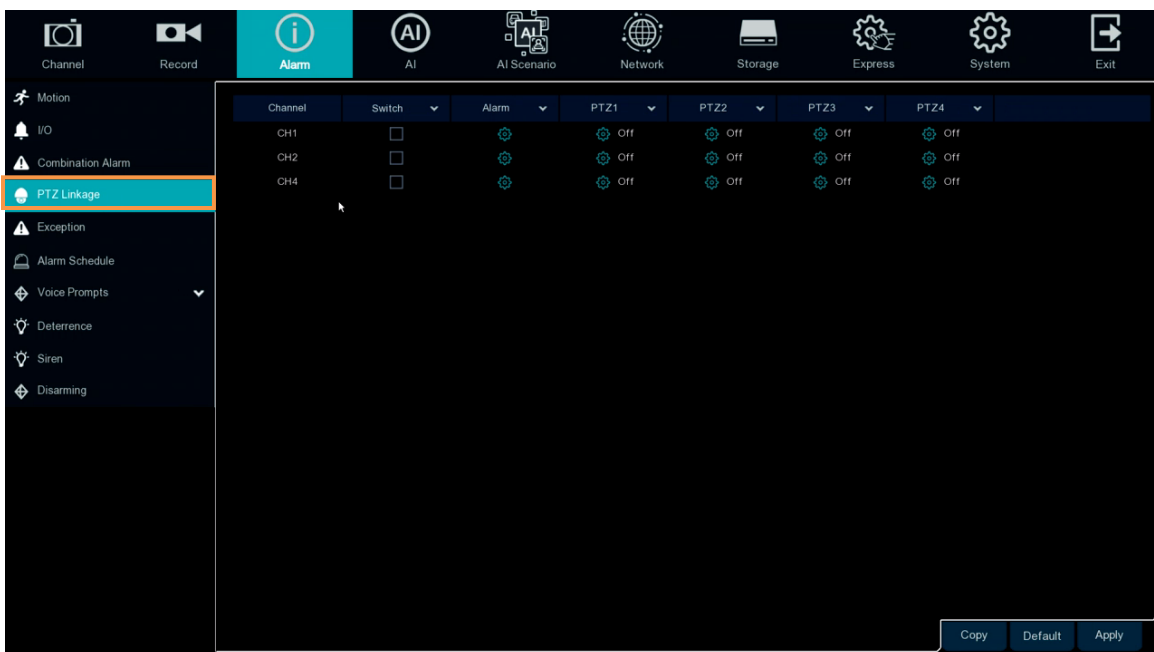 Channel Record Alarm AI AI Scenario Network Storage Express System Exit
Motion
I/O
Combination Alarm
PTZ Linkage
Exception
Alarm Schedule
Voice Prompts
Deterrence
Siren
Disarming
Channel Switch Alarm PTZ1 PTZ2 PTZ3 PTZ4
CH1 Off Off Off Off
CH2 Off Off Off Off
CH4 Off Off Off Off
Copy Default Apply